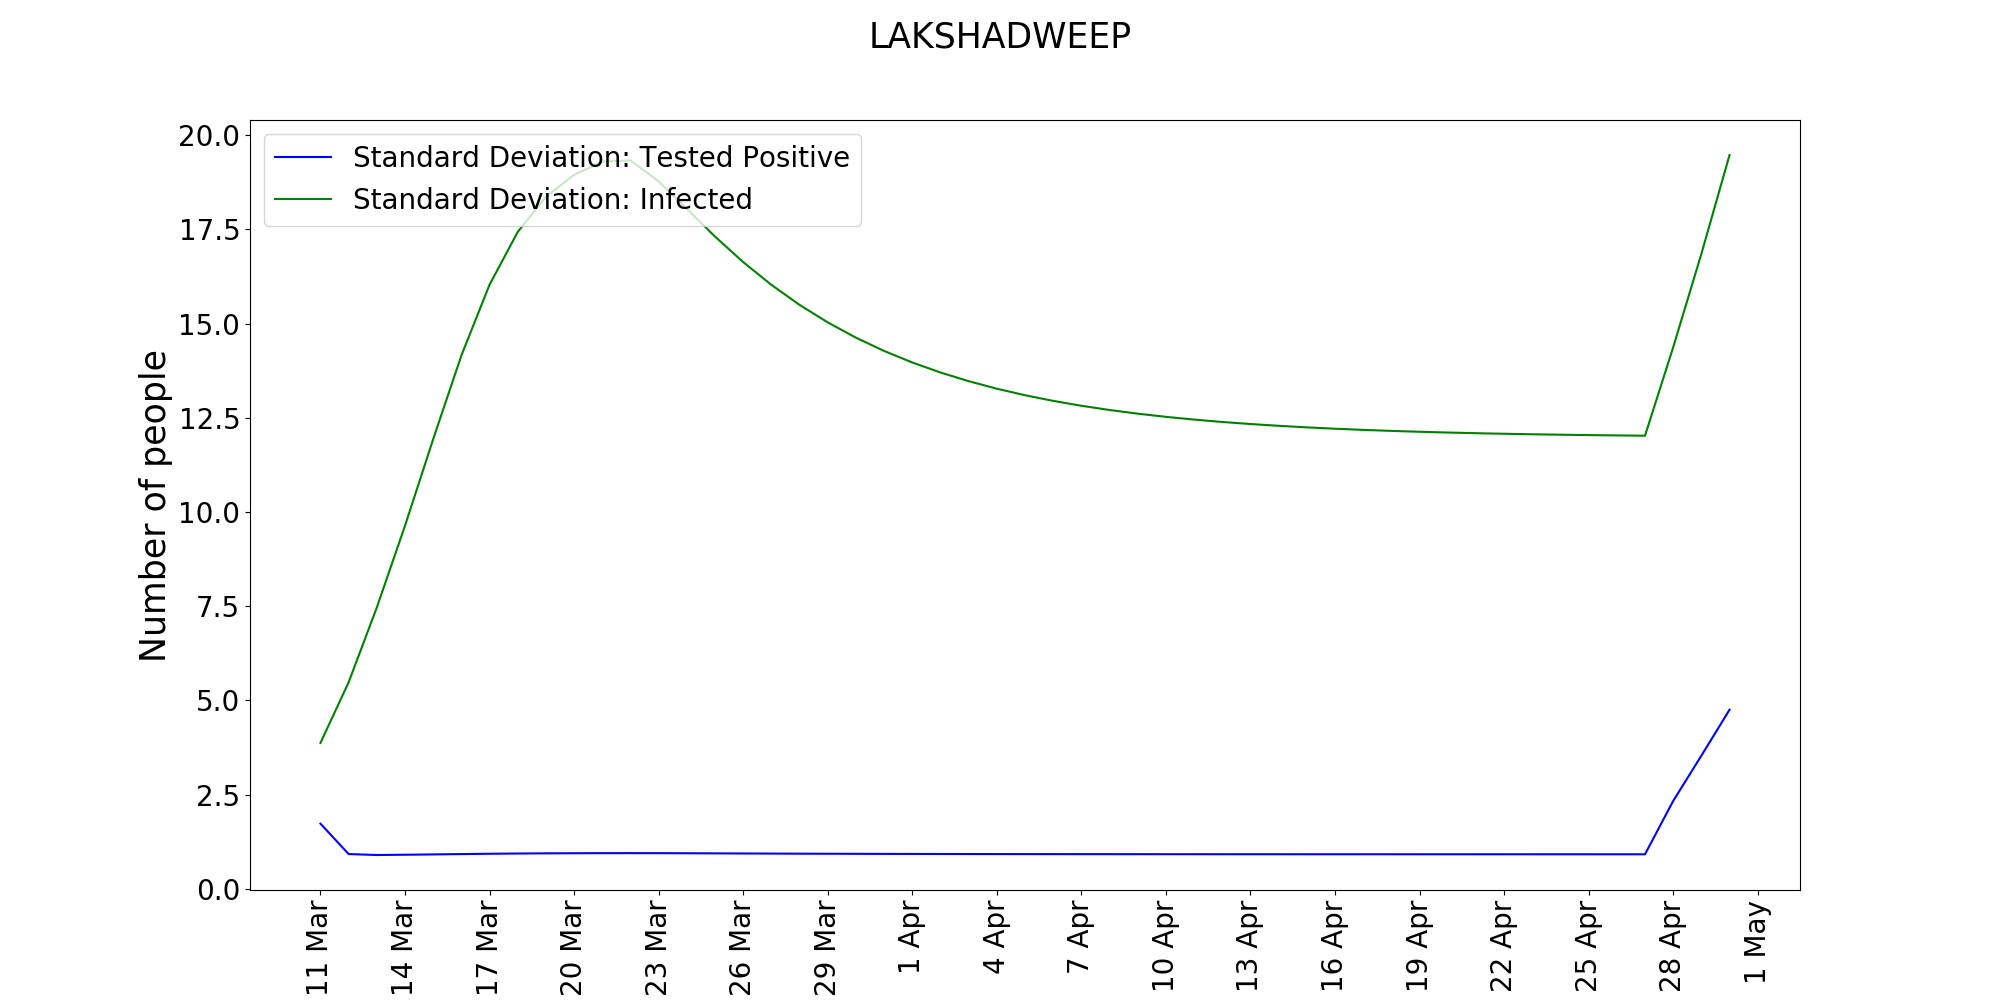 LAKSHADWEEP
Standard Deviation: Tested Positive
Standard Deviation: Infected
Number of people
20.0
17.5
15.0
12.5
10.0
7.5
5.0
2.5
0.0
11 Mar
14 Mar
17 Mar
20 Mar
23 Mar
26 Mar
29 Mar
1 Apr
4 Apr
7 Apr
10 Apr
13 Apr
16 Apr
19 Apr
22 Apr
25 Apr
28 Apr
1 May